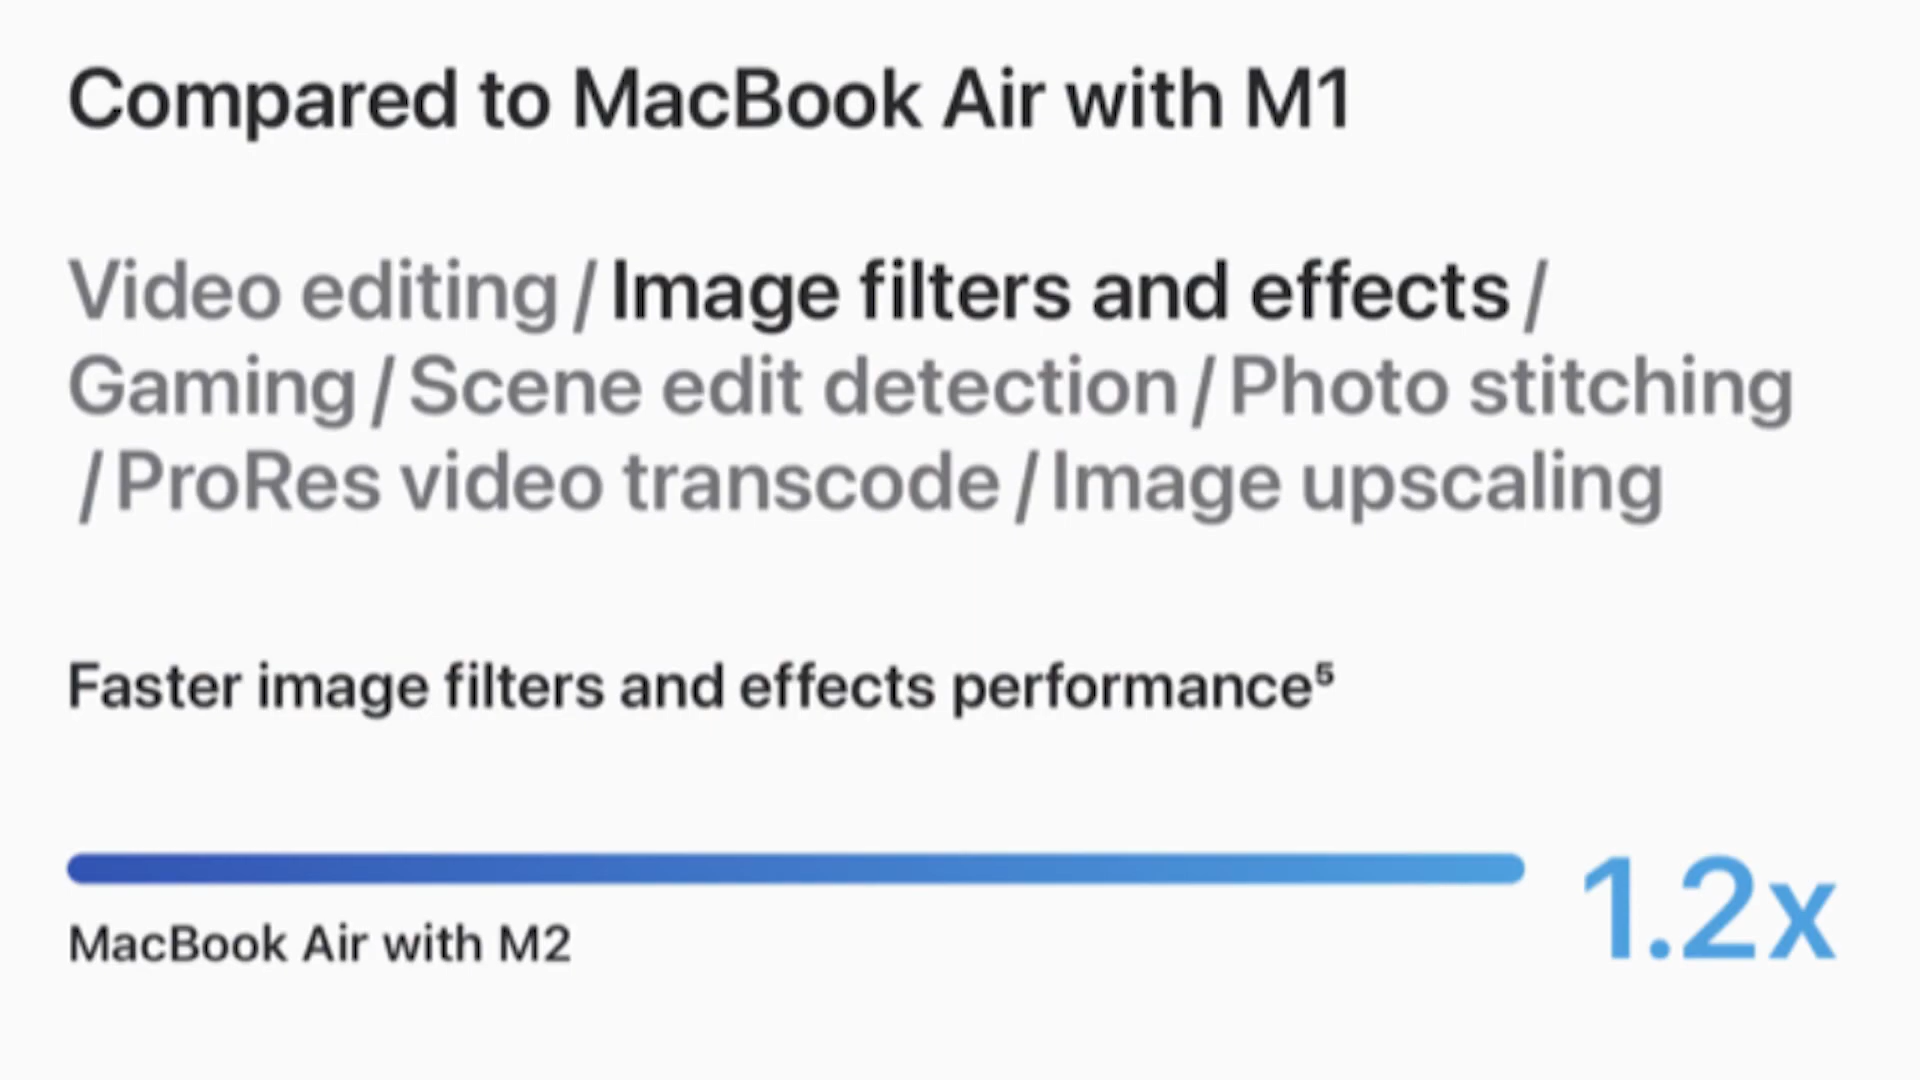 Compared to MacBook Air with M1
Video editing / Image filters and effects /
Gaming / Scene edit detection / Photo stitching
/ ProRes video transcode / Image upscaling
Faster image filters and effects performance⁵
1.2x
MacBook Air with M2